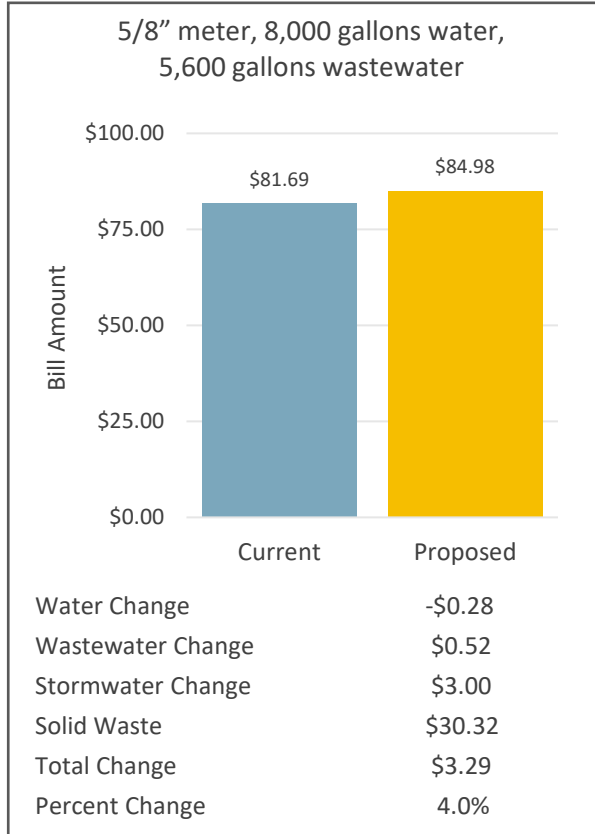 5/8” meter, 8,000 gallons water,
5,600 gallons wastewater
$100.00
$81.69
$84.98
$75.00
$50.00
$25.00
$0.00
Bill Amount
Current Proposed
Water Change -$0.28
Wastewater Change $0.52
Stormwater Change $3.00
Solid Waste $30.32
Total Change $3.29
Percent Change 4.0%